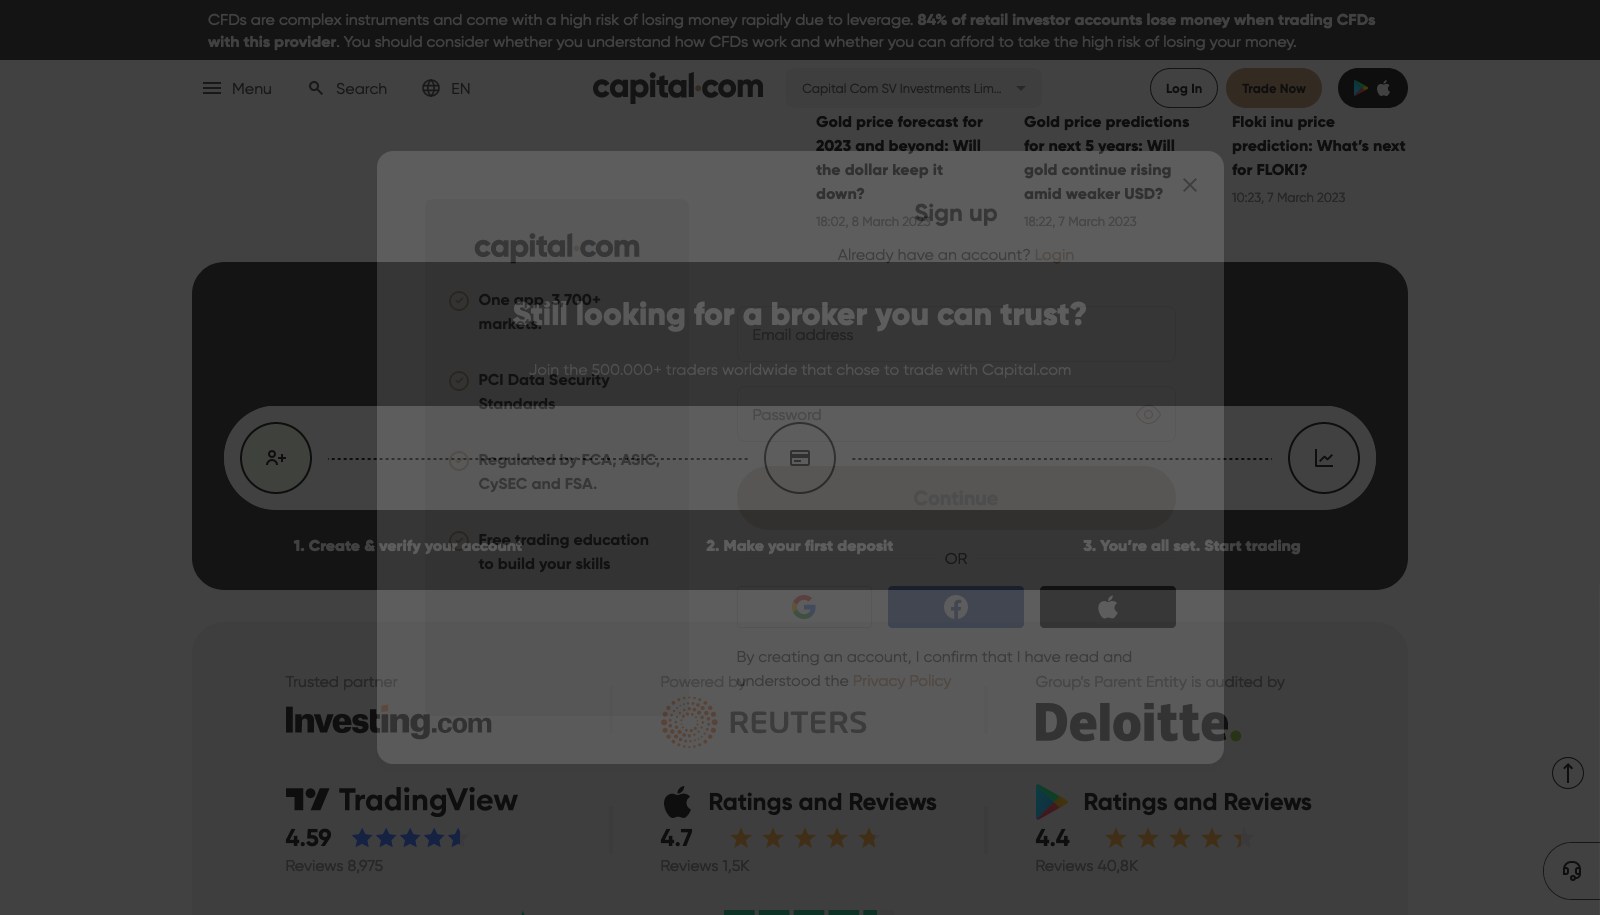 CFDs are complex instruments and come with a high risk of losing money rapidly due to leverage. 84% of retail investor accounts lose money when trading CFDs
with this provider. You should consider whether you understand how CFDs work and whether you can afford to take the high risk of losing your money.
Menu
Search
EN
capital.com
Capital Com SV Investments Lim...
Log In
Trade Now
Gold price forecast for
2023 and beyond: Will
the dollar keep it
down?
18:02, 8 March 2023
Gold price predictions
for next 5 years: Will
gold continue rising
amid weaker USD?
18:22, 7 March 2023
Floki inu price
prediction: What's next
for FLOKI?
10:23, 7 March 2023
capital.com
One app, 3,700+
markets.
PCI Data Security
Standards
Regulated by FCA, ASIC,
CySEC and FSA.
Free trading education
to build your skills
Sign up
Already have an account? Login
Email address
Password
Continue
OR
By creating an account, I confirm that I have read and
understood the Privacy Policy
Still looking for a broker you can trust?
Join the 500.000+ traders worldwide that chose to trade with Capital.com
1. Create & verify your account
2. Make your first deposit
3. You're all set. Start trading
Trusted partner
Investing.com
Powered by
REUTERS
Group's Parent Entity is audited by
Deloitte.
TradingView
4.59
Reviews 8,975
Ratings and Reviews
4.7
Reviews 1,5K
Ratings and Reviews
4.4
Reviews 40,8K